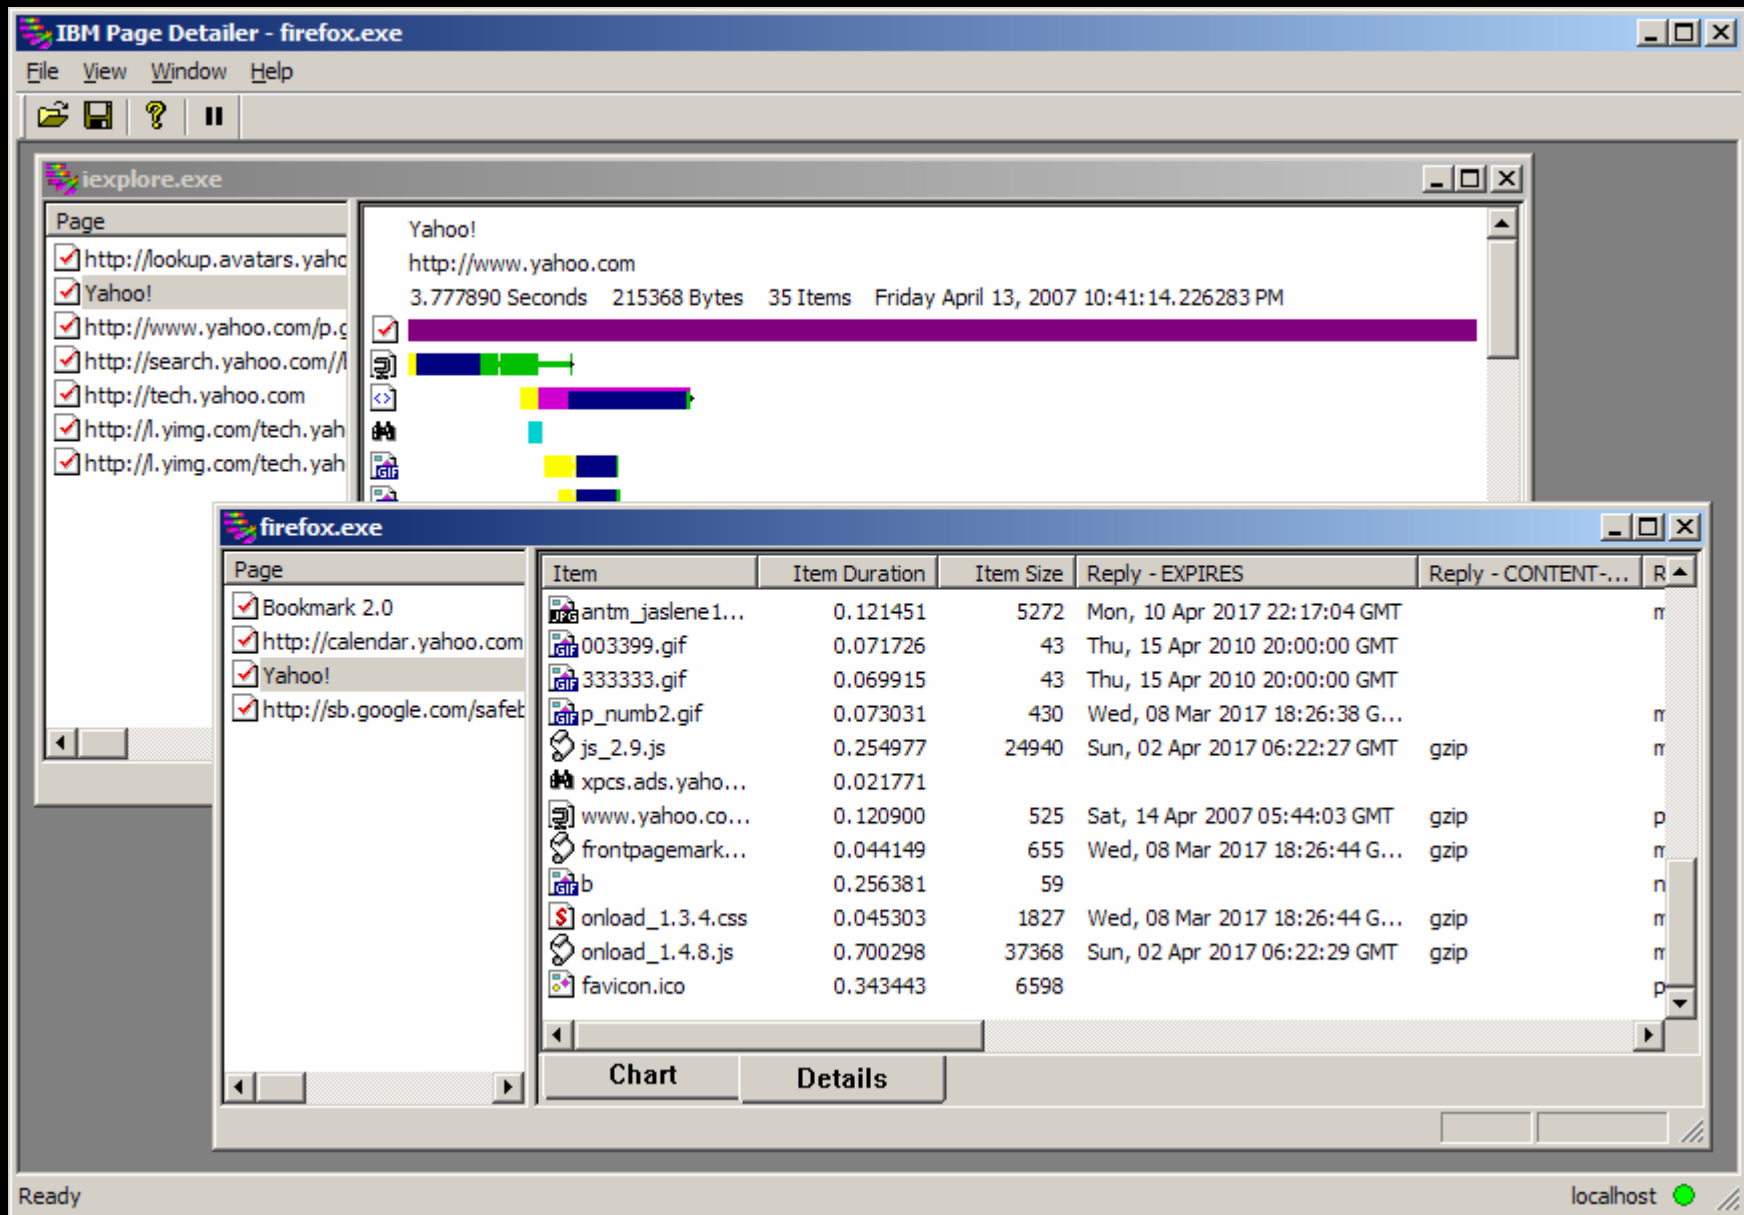 IBM Page Detailer - firefox.exe
File View Window Help
iexplore.exe
Page
http://lookup.avatars.yaho
Yahoo!
http://www.yahoo.com/p.g
http://search.yahoo.com//
http://tech.yahoo.com
http://l.yimg.com/tech.yah
http://l.yimg.com/tech.yah
Yahoo!
http://www.yahoo.com
3.777890 Seconds 215368 Bytes 35 Items Friday April 13, 2007 10:41:14.226283 PM
GIF
firefox.exe
Page
Bookmark 2.0
http://calendar.yahoo.com
Yahoo!
http://sb.google.com/safeb
Item Item Duration Item Size Reply - EXPIRES Reply - CONTENT-... R
JPG antm_jaslene1... 0.121451 5272 Mon, 10 Apr 2017 22:17:04 GMT m
GIF 003399.gif 0.071726 43 Thu, 15 Apr 2010 20:00:00 GMT
GIF 333333.gif 0.069915 43 Thu, 15 Apr 2010 20:00:00 GMT
GIF p_numb2.gif 0.073031 430 Wed, 08 Mar 2017 18:26:38 G... m
js_2.9.js 0.254977 24940 Sun, 02 Apr 2017 06:22:27 GMT gzip m
xpcs.ads.yaho... 0.021771
www.yahoo.co... 0.120900 525 Sat, 14 Apr 2007 05:44:03 GMT gzip p
frontpagemark... 0.044149 655 Wed, 08 Mar 2017 18:26:44 G... gzip m
GIF b 0.256381 59 n
onload_1.3.4.css 0.045303 1827 Wed, 08 Mar 2017 18:26:44 G... gzip m
onload_1.4.8.js 0.700298 37368 Sun, 02 Apr 2017 06:22:29 GMT gzip m
favicon.ico 0.343443 6598 p
Chart Details
Ready localhost